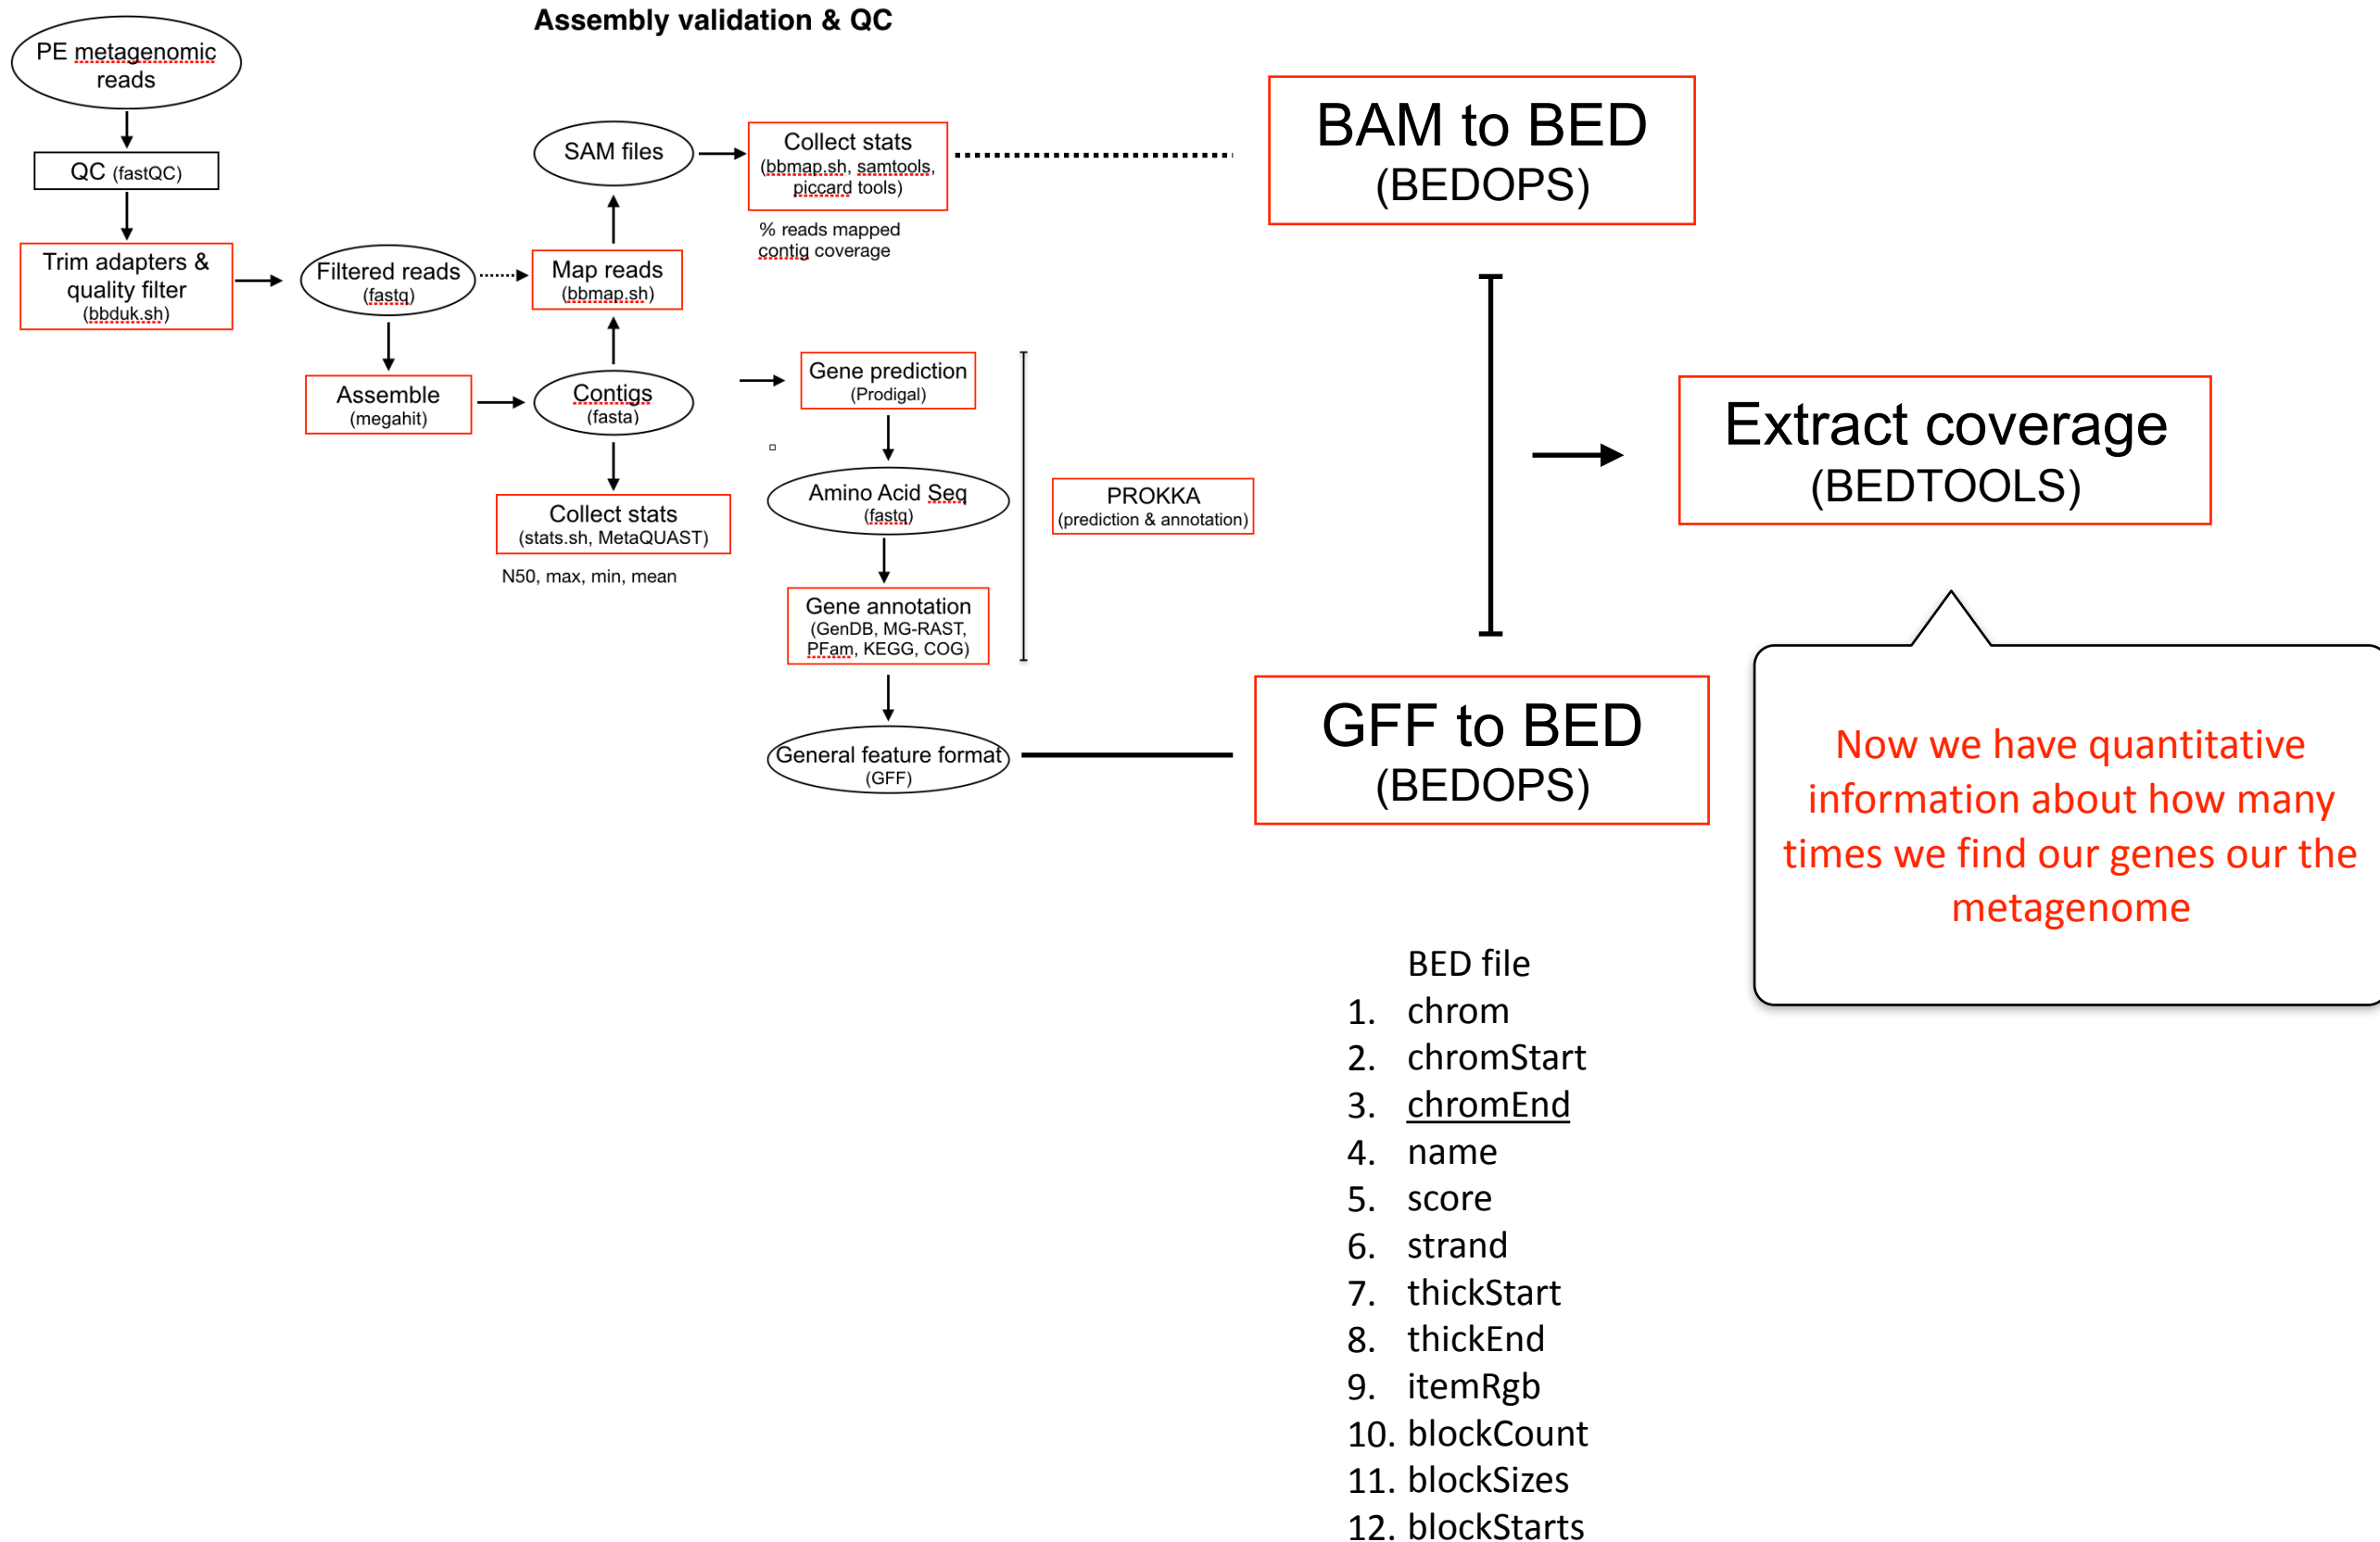 Assembly validation & QC
PE metagenomic
reads
QC (fastQC)
Trim adapters &
quality filter
(bbduk.sh)
Filtered reads
(fastq)
Assemble
(megahit)
SAM files
Map reads
(bbmap.sh)
Contigs
(fasta)
Collect stats
(stats.sh, MetaQUAST)
N50, max, min, mean
Collect stats
(bbmap.sh, samtools,
piccard tools)
% reads mapped
contig coverage
Gene prediction
(Prodigal)
Amino Acid Seq
(fastq)
Gene annotation
(GenDB, MG-RAST,
PFam, KEGG, COG)
General feature format
(GFF)
PROKKA
(prediction & annotation)
BAM to BED
(BEDOPS)
GFF to BED
(BEDOPS)
Extract coverage
(BEDTOOLS)
Now we have quantitative
information about how many
times we find our genes our the
metagenome
BED file
1. chrom
2. chromStart
3. chromEnd
4. name
5. score
6. strand
7. thickStart
8. thickEnd
9. itemRgb
10. blockCount
11. blockSizes
12. blockStarts